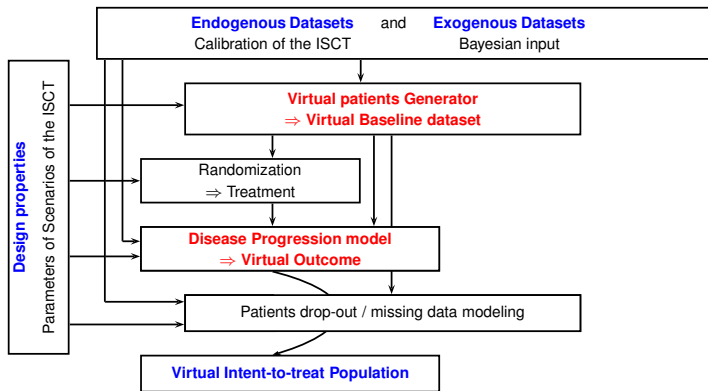 Endogenous Datasets and Exogenous Datasets
Calibration of the ISCT Bayesian input
Design properties
Parameters of Scenarios of the ISCT
Virtual patients Generator
⇒ Virtual Baseline dataset
Randomization
⇒ Treatment
Disease Progression model
⇒ Virtual Outcome
Patients drop-out / missing data modeling
Virtual Intent-to-treat Population